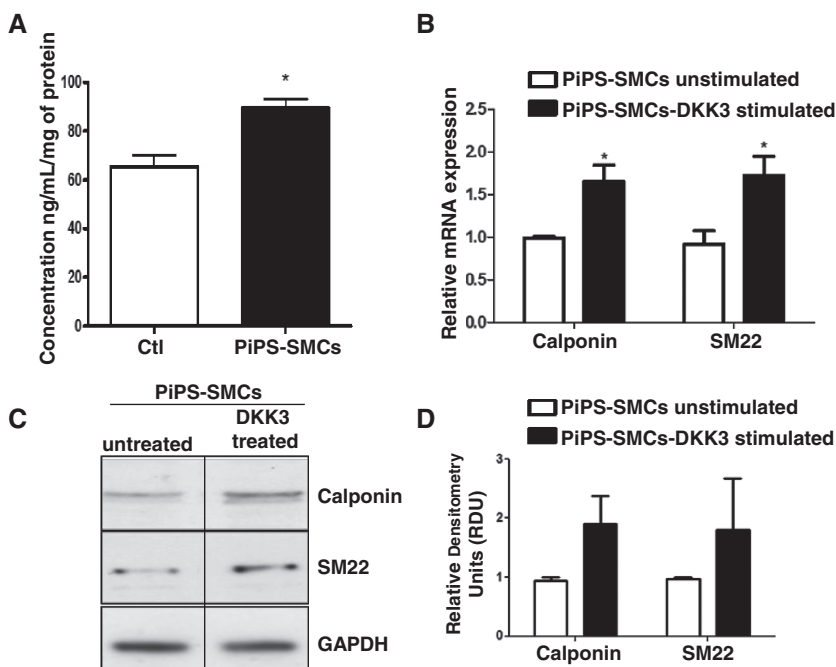 A
Concentration ng/mL/mg of protein
100
80
60
40
20
0
*
Ctl
PiPS-SMCs
B
PiPS-SMCs unstimulated
PiPS-SMCs-DKK3 stimulated
Relative mRNA expression
2.5
2.0
1.5
1.0
0.5
0.0
*
*
Calponin
SM22
C
PiPS-SMCs
untreated
DKK3
treated
Calponin
SM22
GAPDH
D
PiPS-SMCs unstimulated
PiPS-SMCs-DKK3 stimulated
Relative Densitometry
Units (RDU)
3
2
1
0
Calponin
SM22